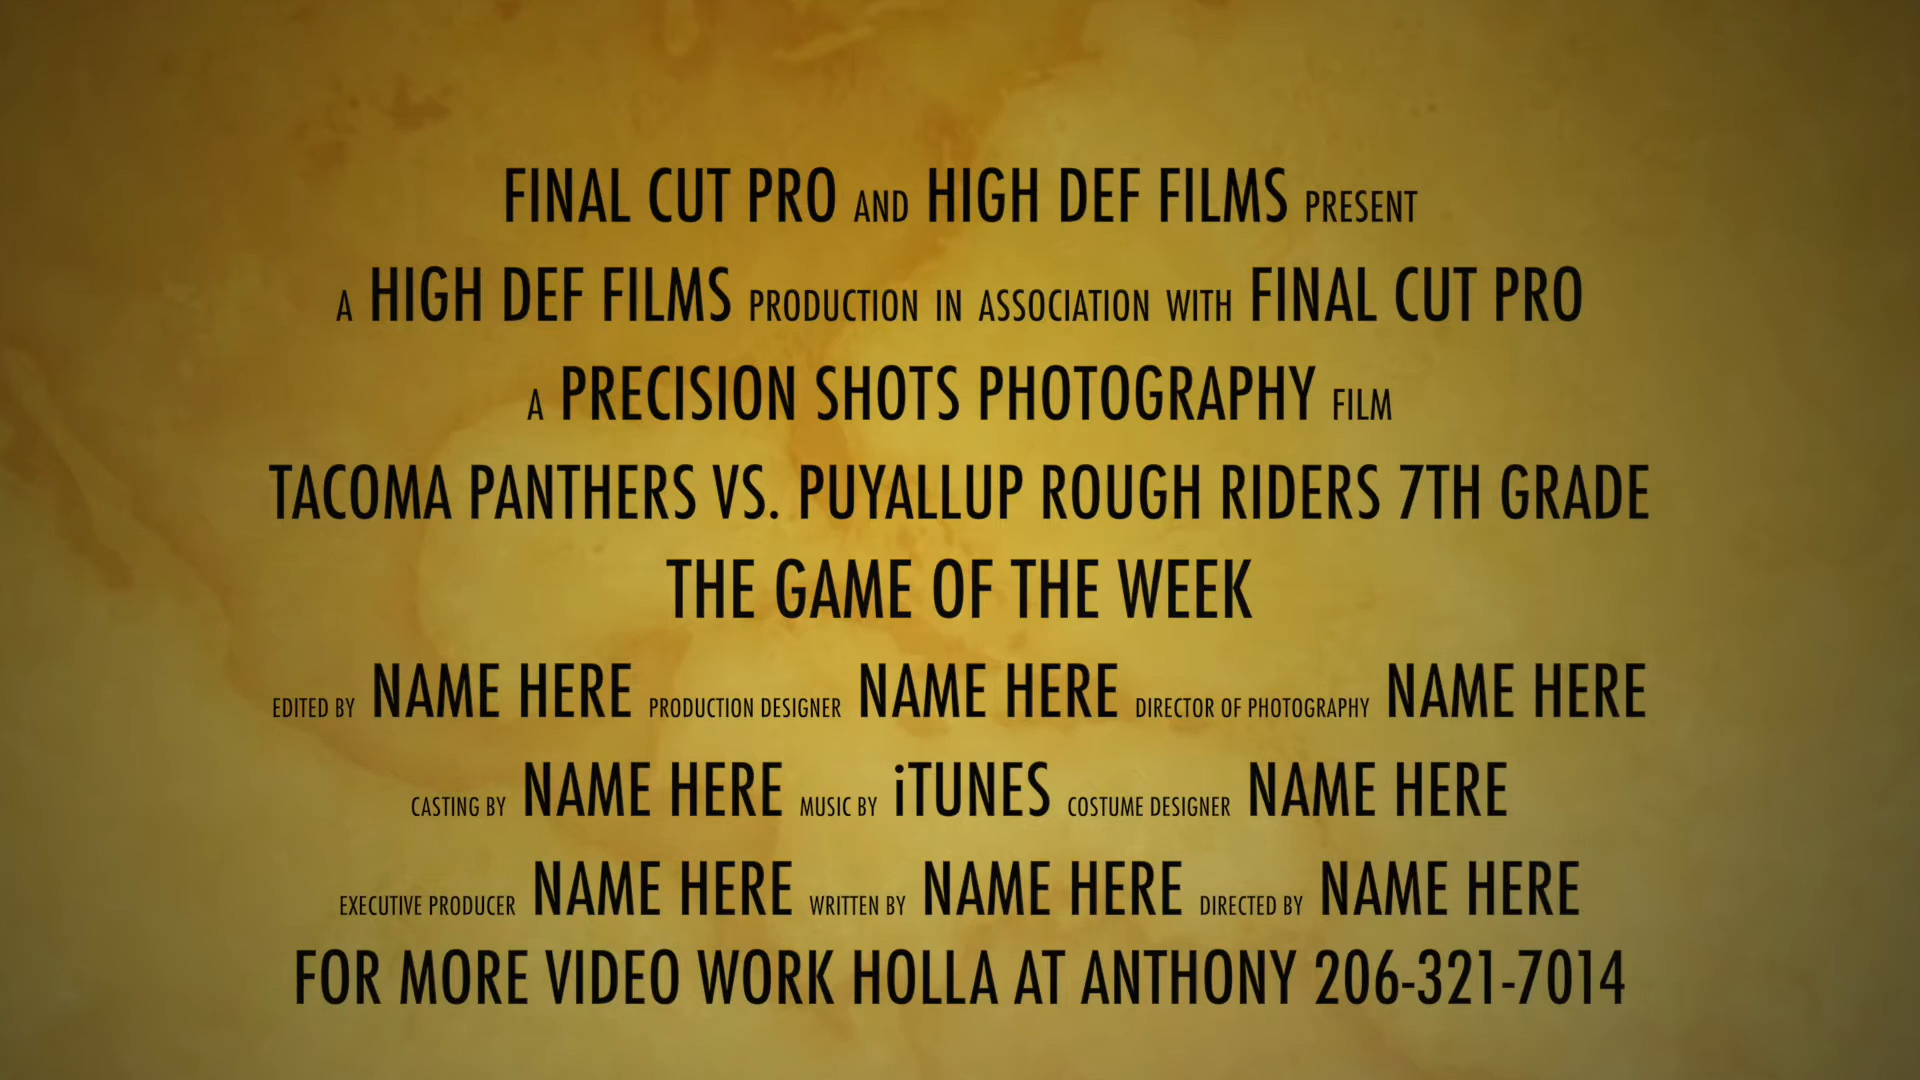 FINAL CUT PRO AND HIGH DEF FILMS PRESENT
A HIGH DEF FILMS PRODUCTION IN ASSOCIATION WITH FINAL CUT PRO
A PRECISION SHOTS PHOTOGRAPHY FILM
TACOMA PANTHERS VS. PUYALLUP ROUGH RIDERS 7TH GRADE
THE GAME OF THE WEEK
EDITED BY NAME HERE PRODUCTION DESIGNER NAME HERE DIRECTOR OF PHOTOGRAPHY NAME HERE
CASTING BY NAME HERE MUSIC BY iTUNES COSTUME DESIGNER NAME HERE
EXECUTIVE PRODUCER NAME HERE WRITTEN BY NAME HERE DIRECTED BY NAME HERE
FOR MORE VIDEO WORK HOLLA AT ANTHONY 206-321-7014